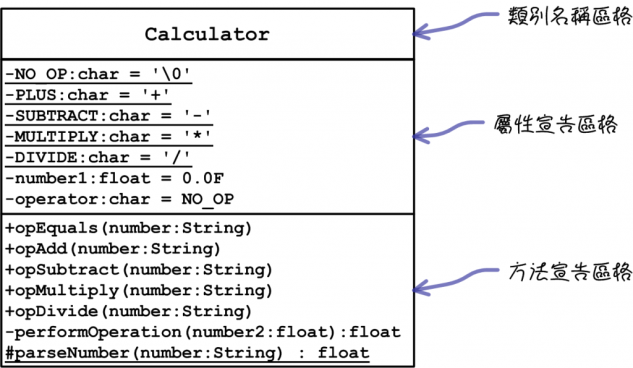 Calculator
類別名稱區格
-NO_OP:char = '\0'
-PLUS:char = '+'
-SUBTRACT:char = '-'
-MULTIPLY:char = '*'
-DIVIDE:char = '/'
-number1:float = 0.0F
-operator:char = NO_OP
屬性宣告區格
+opEquals(number:String)
+opAdd(number:String)
+opSubtract(number:String)
+opMultiply(number:String)
+opDivide(number:String)
-performOperation(number2:float):float
#parseNumber(number:String) : float
方法宣告區格